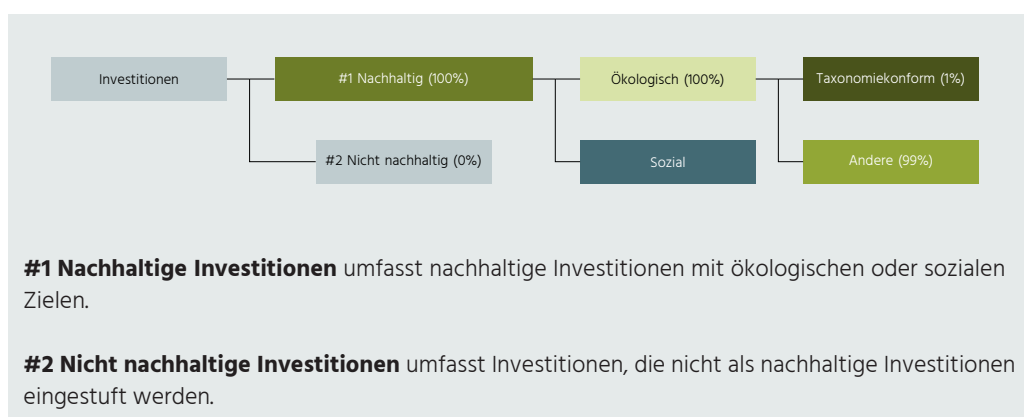 Investitionen
#1 Nachhaltig (100%)
Ökologisch (100%)
Taxonomiekonform (1%)
#2 Nicht nachhaltig (0%)
Sozial
Andere (99%)
#1 Nachhaltige Investitionen umfasst nachhaltige Investitionen mit ökologischen oder sozialen
Zielen.
#2 Nicht nachhaltige Investitionen umfasst Investitionen, die nicht als nachhaltige Investitionen
eingestuft werden.